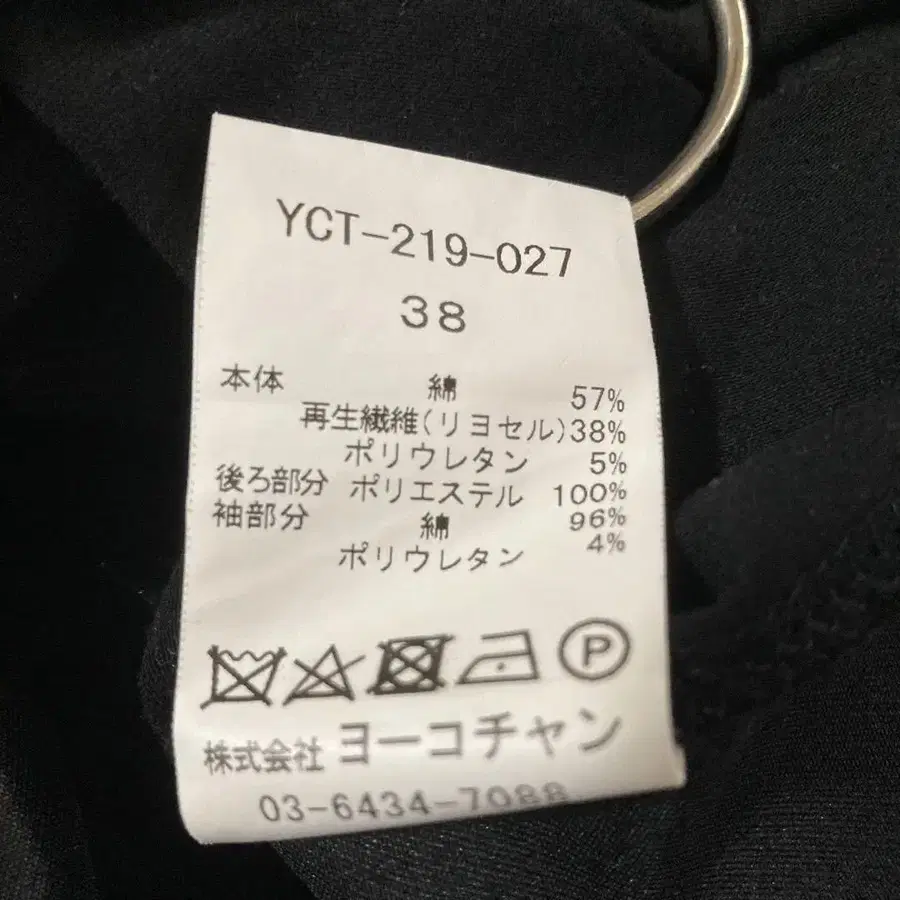 YCT-219-027
38
本体 綿 57%
再生繊維(リヨセル)38%
ポリウレタン 5%
後ろ部分 ポリエステル 100%
袖部分 綿 96%
ポリウレタン 4%
P
株式会社 ヨーコチャン
03-6434-7088